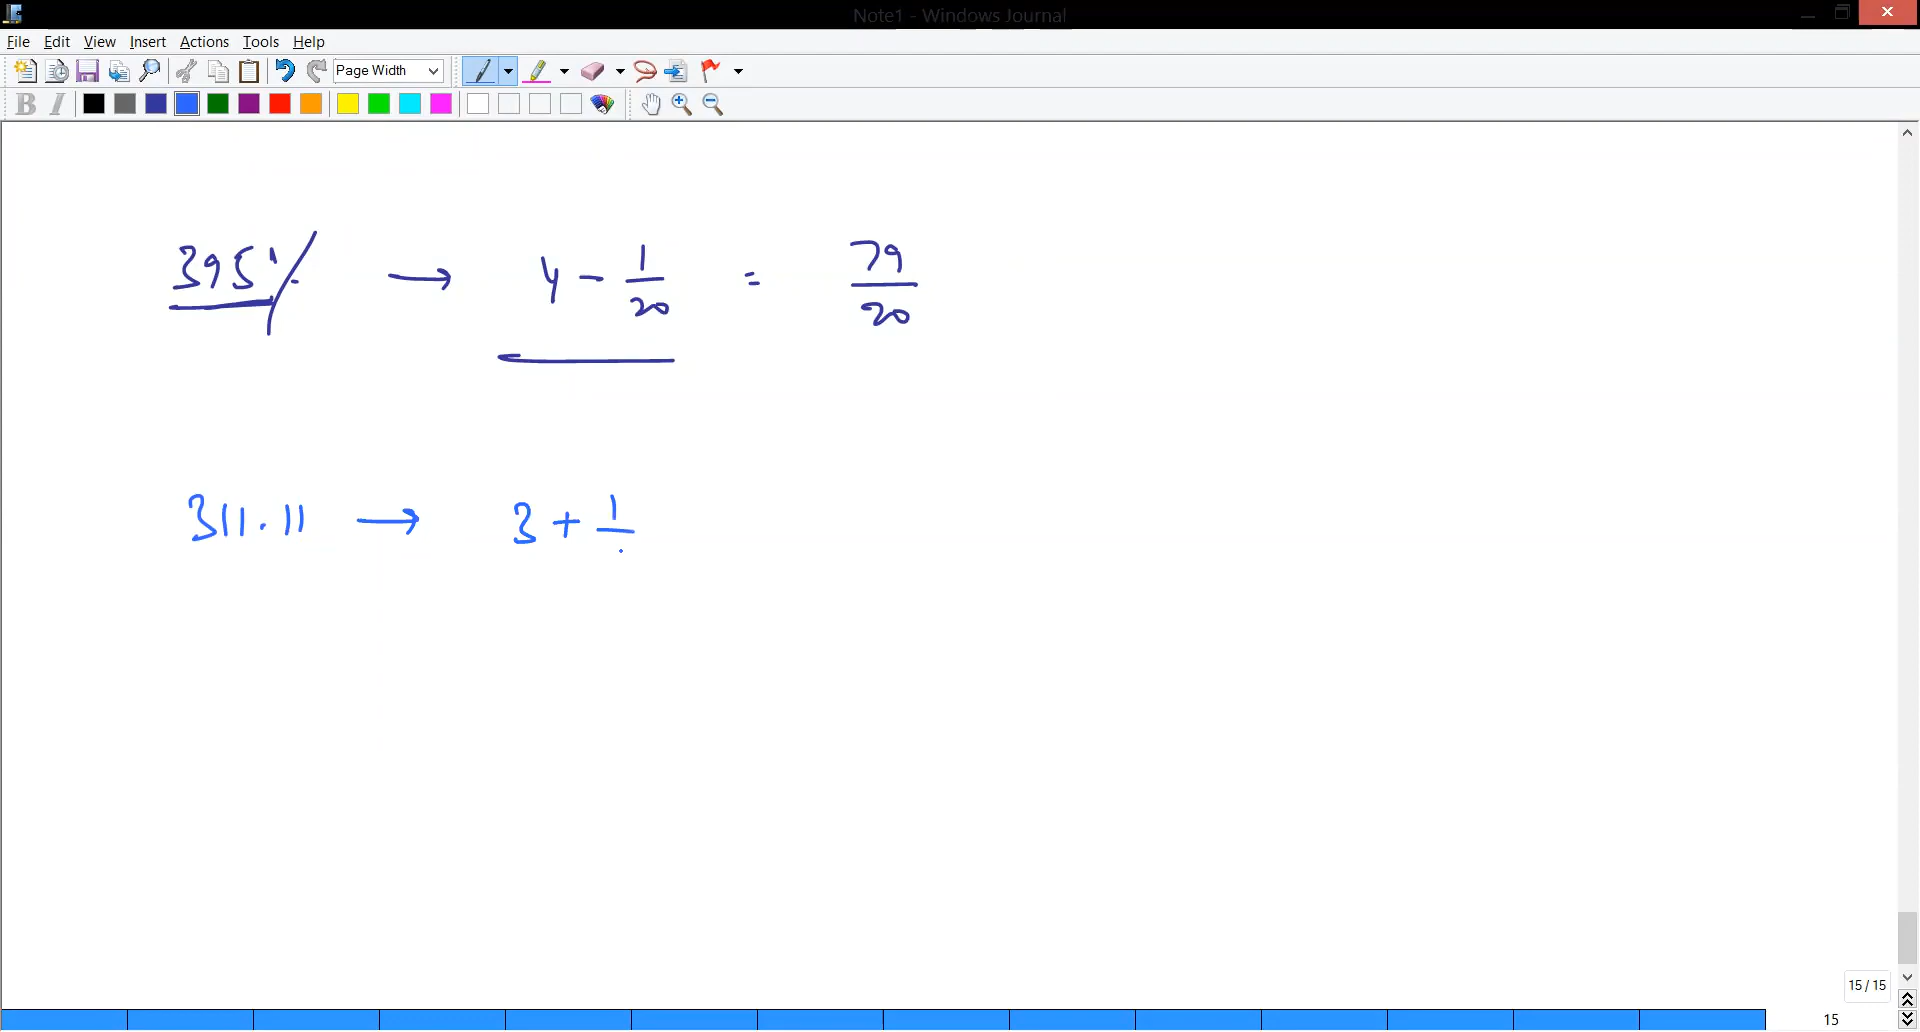 Note1 - Windows Journal
File Edit View Insert Actions Tools Help
Page Width
B I
395% → 4 - 1/20 = 79/20
311.11 → 3 + 1/
15 / 15
15